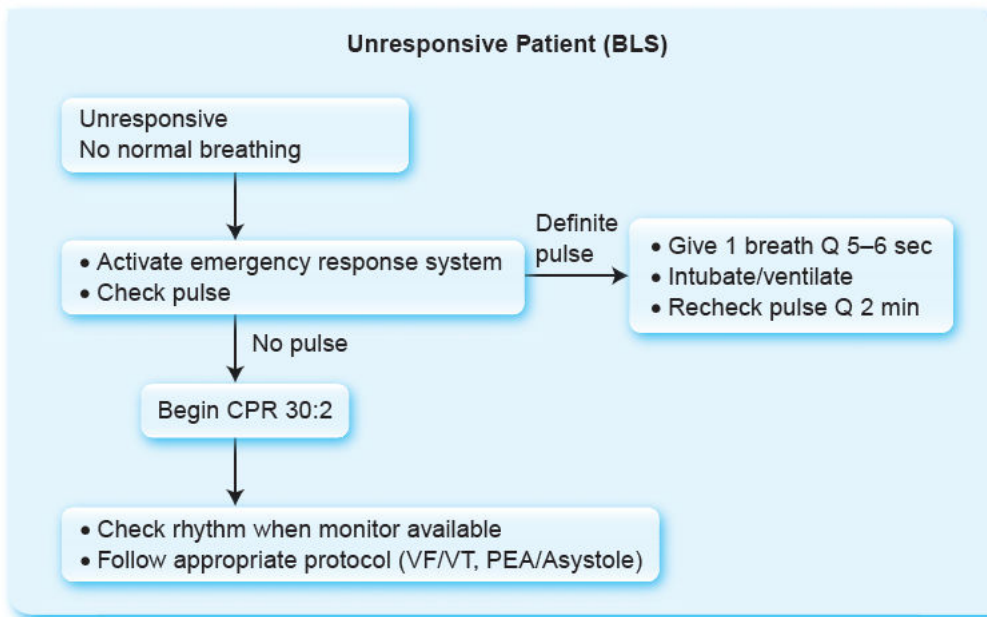 Unresponsive Patient (BLS)
Unresponsive
No normal breathing
• Activate emergency response system
• Check pulse
Definite
pulse
• Give 1 breath Q 5–6 sec
• Intubate/ventilate
• Recheck pulse Q 2 min
No pulse
Begin CPR 30:2
• Check rhythm when monitor available
• Follow appropriate protocol (VF/VT, PEA/Asystole)